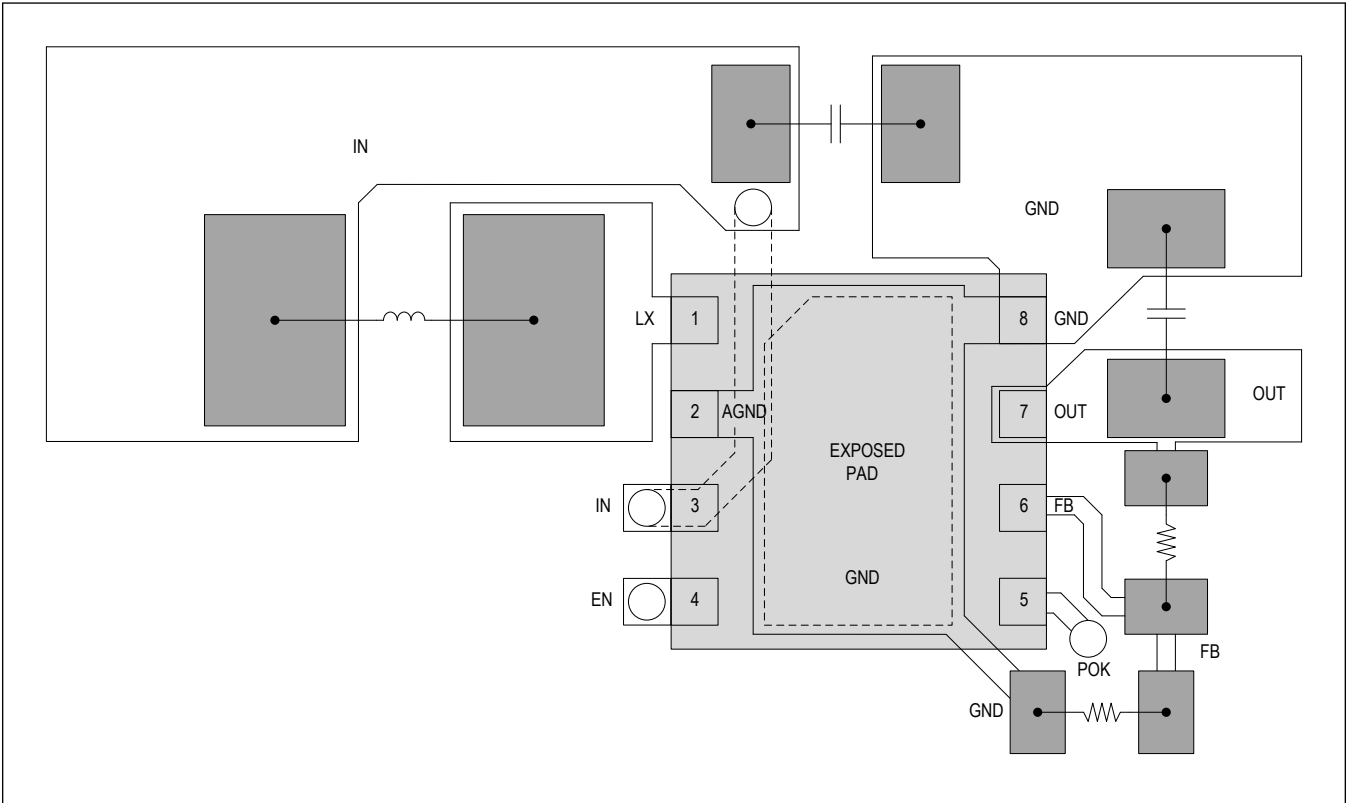 IN
GND
LX
1
8
GND
2
AGND
7
OUT
OUT
EXPOSED
PAD
IN
3
6
FB
GND
EN
4
5
POK
FB
GND